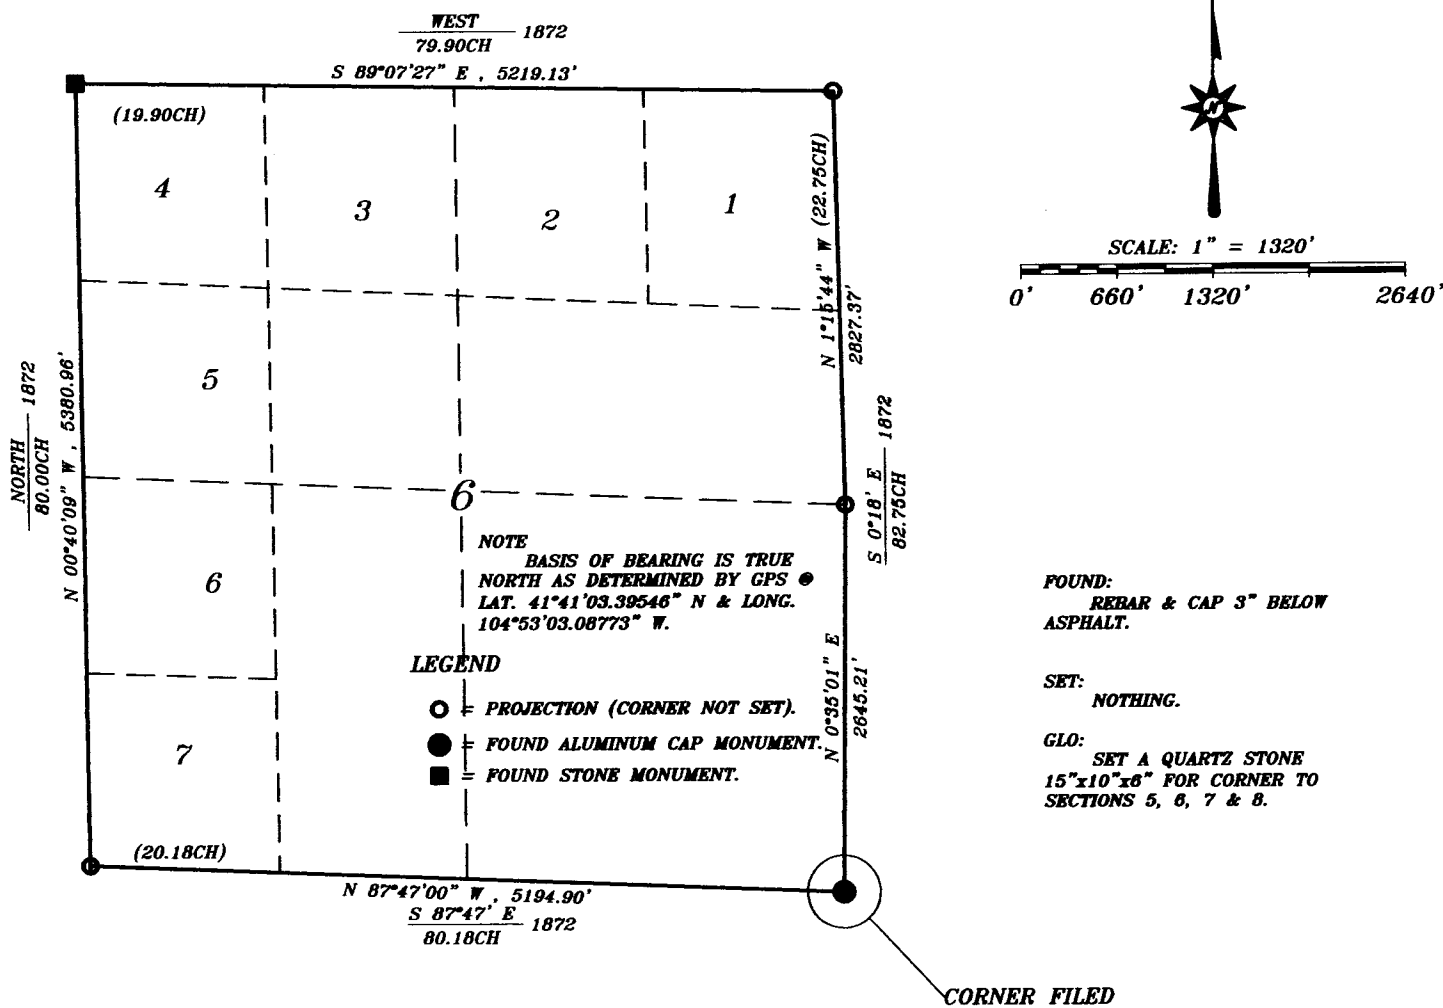 WEST
79.90CH
1872
S 89°07'27" E , 5219.13'
(19.90CH)
4
3
2
1
N 1°15'44" W (22.75CH)
2827.37'
N
SCALE: 1" = 1320'
0' 660' 1320' 2640'
NORTH
80.00CH
1872
N 00°40'09" W , 5380.96'
5
6
S 0°18' E
82.75CH
1872
NOTE
BASIS OF BEARING IS TRUE
NORTH AS DETERMINED BY GPS @
LAT. 41°41'03.39546" N & LONG.
104°53'03.08773" W.
6
LEGEND
= PROJECTION (CORNER NOT SET).
= FOUND ALUMINUM CAP MONUMENT.
= FOUND STONE MONUMENT.
N 0°35'01" E
2645.21'
7
(20.18CH)
N 87°47'00" W , 5194.90'
S 87°47' E
80.18CH
1872
FOUND:
REBAR & CAP 3" BELOW
ASPHALT.
SET:
NOTHING.
GLO:
SET A QUARTZ STONE
15"x10"x6" FOR CORNER TO
SECTIONS 5, 6, 7 & 8.
CORNER FILED